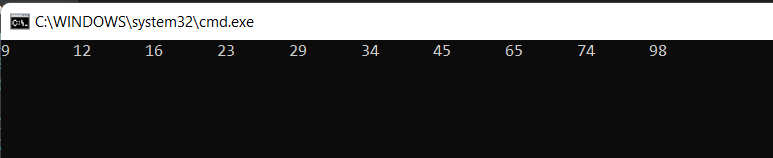 C:\WINDOWS\system32\cmd.exe
9 12 16 23 29 34 45 65 74 98